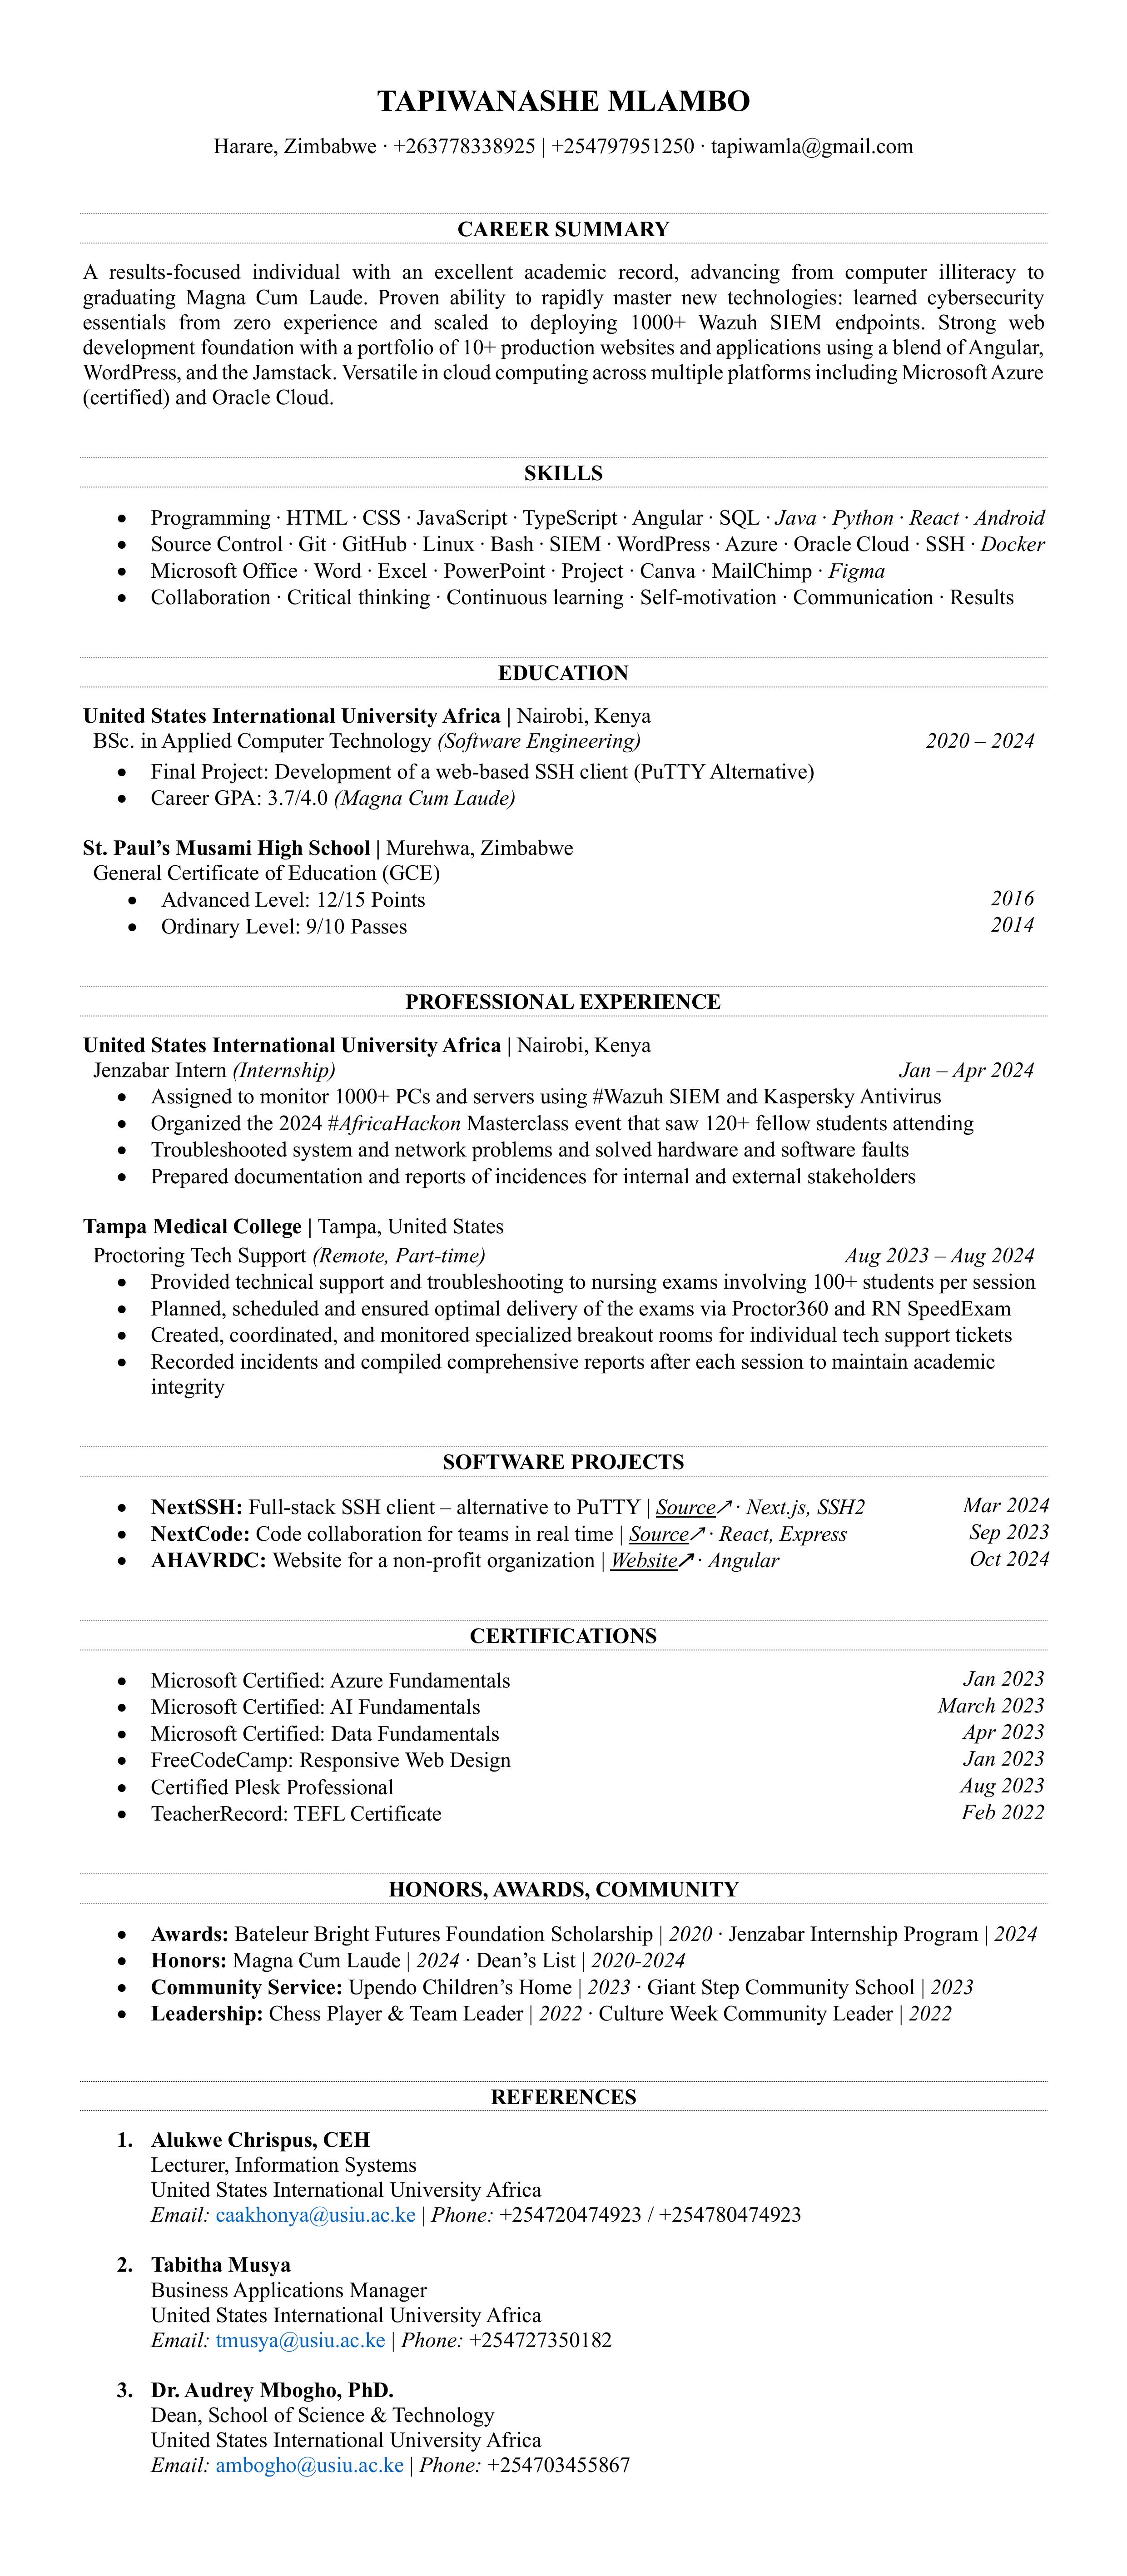 TAPIWANASHE MLAMBO
Harare, Zimbabwe · +263778338925 | +254797951250 · tapiwamla@gmail.com
CAREER SUMMARY
A results-focused individual with an excellent academic record, advancing from computer illiteracy to
graduating Magna Cum Laude. Proven ability to rapidly master new technologies: learned cybersecurity
essentials from zero experience and scaled to deploying 1000+ Wazuh SIEM endpoints. Strong web
development foundation with a portfolio of 10+ production websites and applications using a blend of Angular,
WordPress, and the Jamstack. Versatile in cloud computing across multiple platforms including Microsoft Azure
(certified) and Oracle Cloud.
SKILLS
• Programming · HTML · CSS · JavaScript · TypeScript · Angular · SQL · Java · Python · React · Android
• Source Control · Git · GitHub · Linux · Bash · SIEM · WordPress · Azure · Oracle Cloud · SSH · Docker
• Microsoft Office · Word · Excel · PowerPoint · Project · Canva · MailChimp · Figma
• Collaboration · Critical thinking · Continuous learning · Self-motivation · Communication · Results
EDUCATION
United States International University Africa | Nairobi, Kenya
BSc. in Applied Computer Technology (Software Engineering) 2020 – 2024
• Final Project: Development of a web-based SSH client (PuTTY Alternative)
• Career GPA: 3.7/4.0 (Magna Cum Laude)
St. Paul’s Musami High School | Murehwa, Zimbabwe
General Certificate of Education (GCE)
• Advanced Level: 12/15 Points 2016
• Ordinary Level: 9/10 Passes 2014
PROFESSIONAL EXPERIENCE
United States International University Africa | Nairobi, Kenya
Jenzabar Intern (Internship) Jan – Apr 2024
• Assigned to monitor 1000+ PCs and servers using #Wazuh SIEM and Kaspersky Antivirus
• Organized the 2024 #AfricaHackon Masterclass event that saw 120+ fellow students attending
• Troubleshooted system and network problems and solved hardware and software faults
• Prepared documentation and reports of incidences for internal and external stakeholders
Tampa Medical College | Tampa, United States
Proctoring Tech Support (Remote, Part-time) Aug 2023 – Aug 2024
• Provided technical support and troubleshooting to nursing exams involving 100+ students per session
• Planned, scheduled and ensured optimal delivery of the exams via Proctor360 and RN SpeedExam
• Created, coordinated, and monitored specialized breakout rooms for individual tech support tickets
• Recorded incidents and compiled comprehensive reports after each session to maintain academic
integrity
SOFTWARE PROJECTS
• NextSSH: Full-stack SSH client – alternative to PuTTY | Source↗ · Next.js, SSH2 Mar 2024
• NextCode: Code collaboration for teams in real time | Source↗ · React, Express Sep 2023
• AHAVRDC: Website for a non-profit organization | Website↗ · Angular Oct 2024
CERTIFICATIONS
• Microsoft Certified: Azure Fundamentals Jan 2023
• Microsoft Certified: AI Fundamentals March 2023
• Microsoft Certified: Data Fundamentals Apr 2023
• FreeCodeCamp: Responsive Web Design Jan 2023
• Certified Plesk Professional Aug 2023
• TeacherRecord: TEFL Certificate Feb 2022
HONORS, AWARDS, COMMUNITY
• Awards: Bateleur Bright Futures Foundation Scholarship | 2020 · Jenzabar Internship Program | 2024
• Honors: Magna Cum Laude | 2024 · Dean’s List | 2020-2024
• Community Service: Upendo Children’s Home | 2023 · Giant Step Community School | 2023
• Leadership: Chess Player & Team Leader | 2022 · Culture Week Community Leader | 2022
REFERENCES
1. Alukwe Chrispus, CEH
Lecturer, Information Systems
United States International University Africa
Email: caakhonya@usiu.ac.ke | Phone: +254720474923 / +254780474923
2. Tabitha Musya
Business Applications Manager
United States International University Africa
Email: tmusya@usiu.ac.ke | Phone: +254727350182
3. Dr. Audrey Mbogho, PhD.
Dean, School of Science & Technology
United States International University Africa
Email: ambogho@usiu.ac.ke | Phone: +254703455867